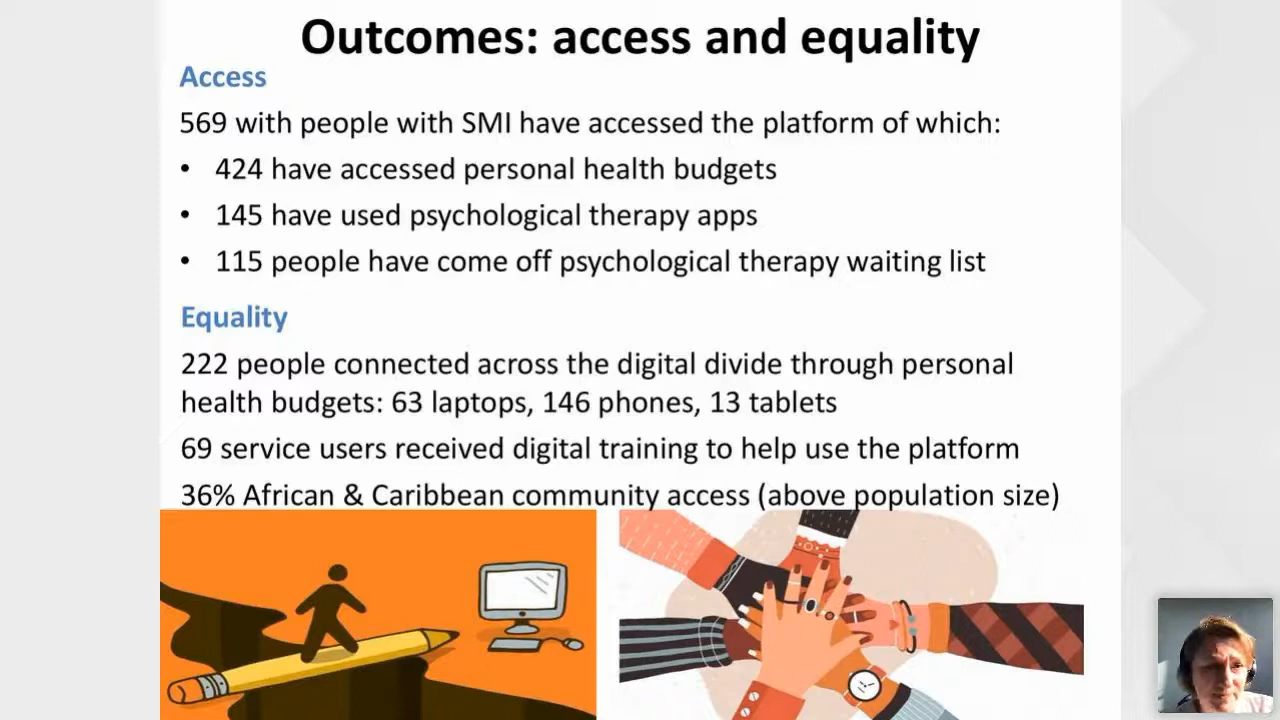 Outcomes: access and equality
Access
569 with people with SMI have accessed the platform of which:
• 424 have accessed personal health budgets
• 145 have used psychological therapy apps
• 115 people have come off psychological therapy waiting list
Equality
222 people connected across the digital divide through personal
health budgets: 63 laptops, 146 phones, 13 tablets
69 service users received digital training to help use the platform
36% African & Caribbean community access (above population size)